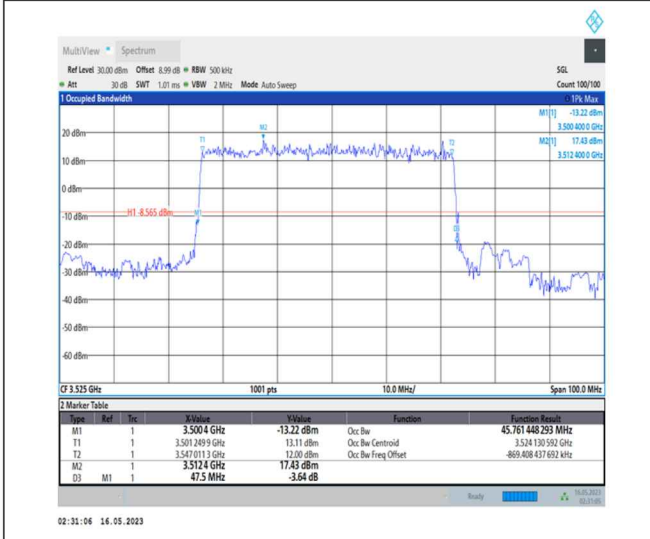 MultiView Spectrum
Ref Level 30.00 dBm Offset 8.99 dB RBW 500 kHz SGL
Att 30 dB SWT 1.01 ms VBW 2 MHz Mode Auto Sweep Count 100/100
1 Occupied Bandwidth 1Pk Max
M1[1] -13.22 dBm
3.500 400 0 GHz
M2[1] 17.43 dBm
3.512 400 0 GHz
20 dBm
T1
M2
T2
10 dBm
0 dBm
H1 -8.565 dBm
M1
-10 dBm
D3
-20 dBm
-30 dBm
-40 dBm
-50 dBm
-60 dBm
CF 3.525 GHz 1001 pts 10.0 MHz/ Span 100.0 MHz
2 Marker Table
Type Ref Trc X-Value Y-Value Function Function Result
M1 1 3.500 4 GHz -13.22 dBm Occ Bw 45.761 448 293 MHz
T1 1 3.501 249 9 GHz 13.11 dBm Occ Bw Centroid 3.524 130 592 GHz
T2 1 3.547 011 3 GHz 12.00 dBm Occ Bw Freq Offset -869.408 437 692 kHz
M2 1 3.512 4 GHz 17.43 dBm
D3 M1 1 47.5 MHz -3.64 dB
Ready 16.05.2023
02:31:05
02:31:06 16.05.2023